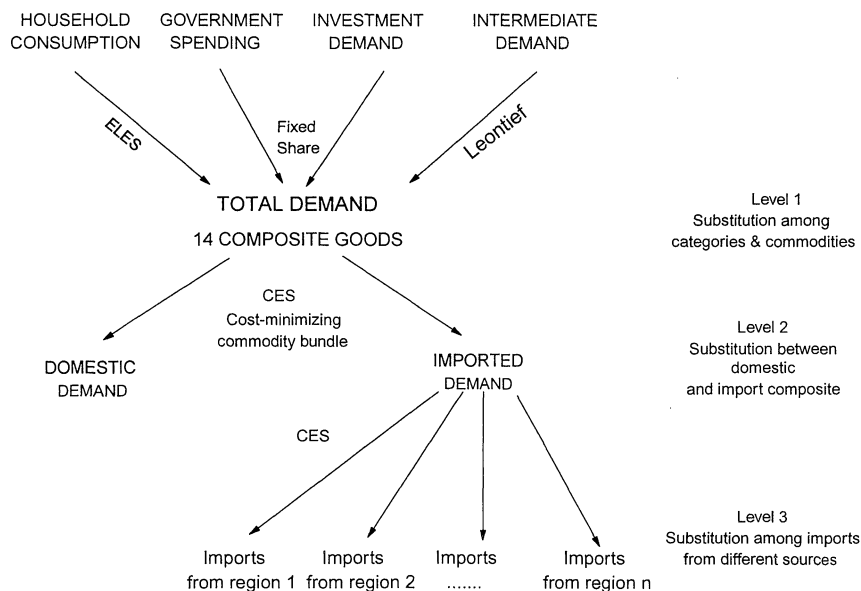 HOUSEHOLD
CONSUMPTION
GOVERNMENT
SPENDING
INVESTMENT
DEMAND
INTERMEDIATE
DEMAND
ELES
Fixed
Share
Leontief
TOTAL DEMAND
14 COMPOSITE GOODS
Level 1
Substitution among
categories & commodities
CES
Cost-minimizing
commodity bundle
DOMESTIC
DEMAND
IMPORTED
DEMAND
Level 2
Substitution between
domestic
and import composite
CES
Imports
from region 1
Imports
from region 2
Imports
.......
Imports
from region n
Level 3
Substitution among imports
from different sources